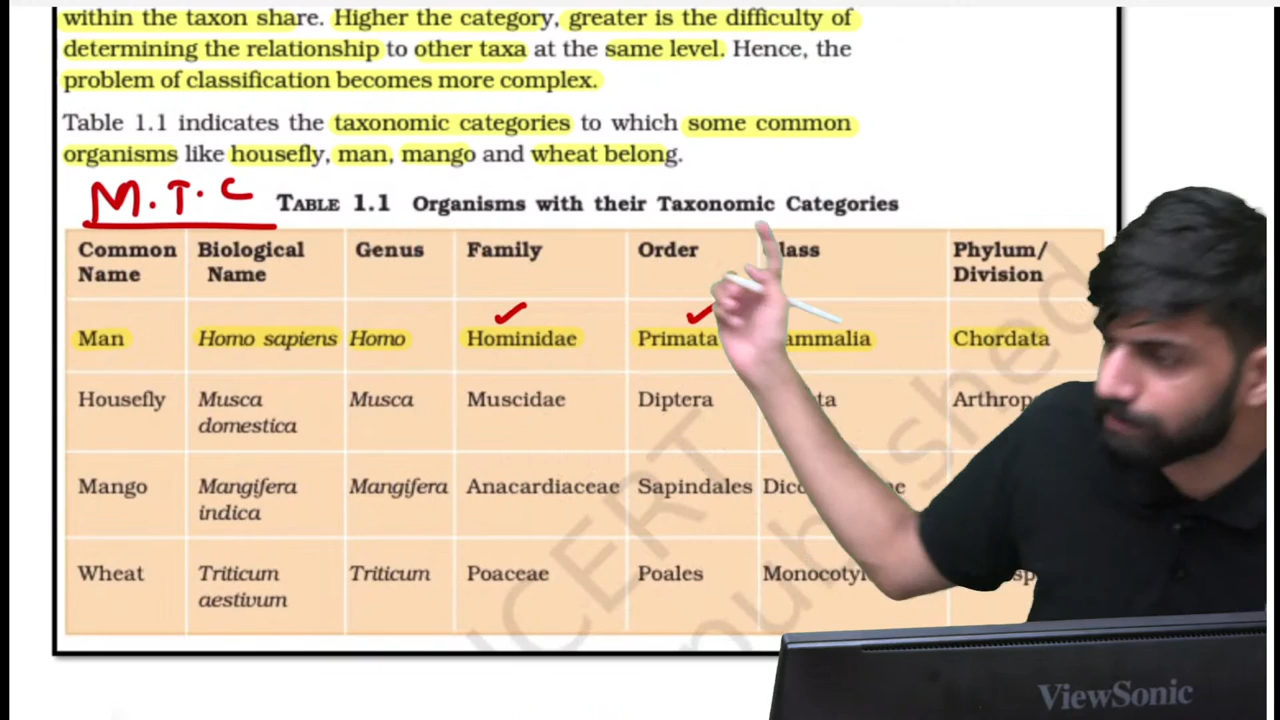 within the taxon share. Higher the category, greater is the difficulty of
determining the relationship to other taxa at the same level. Hence, the
problem of classification becomes more complex.
Table 1.1 indicates the taxonomic categories to which some common
organisms like housefly, man, mango and wheat belong.
M.T.C
TABLE 1.1 Organisms with their Taxonomic Categories
Common Name Biological Name Genus Family Order Phylum/ Division
Man Homo sapiens Homo Hominidae Primata Chordata
Housefly Musca domestica Musca Muscidae Diptera
Mango Mangifera indica Mangifera Anacardiaceae Sapindales
Wheat Triticum aestivum Triticum Poaceae Poales
ViewSonic